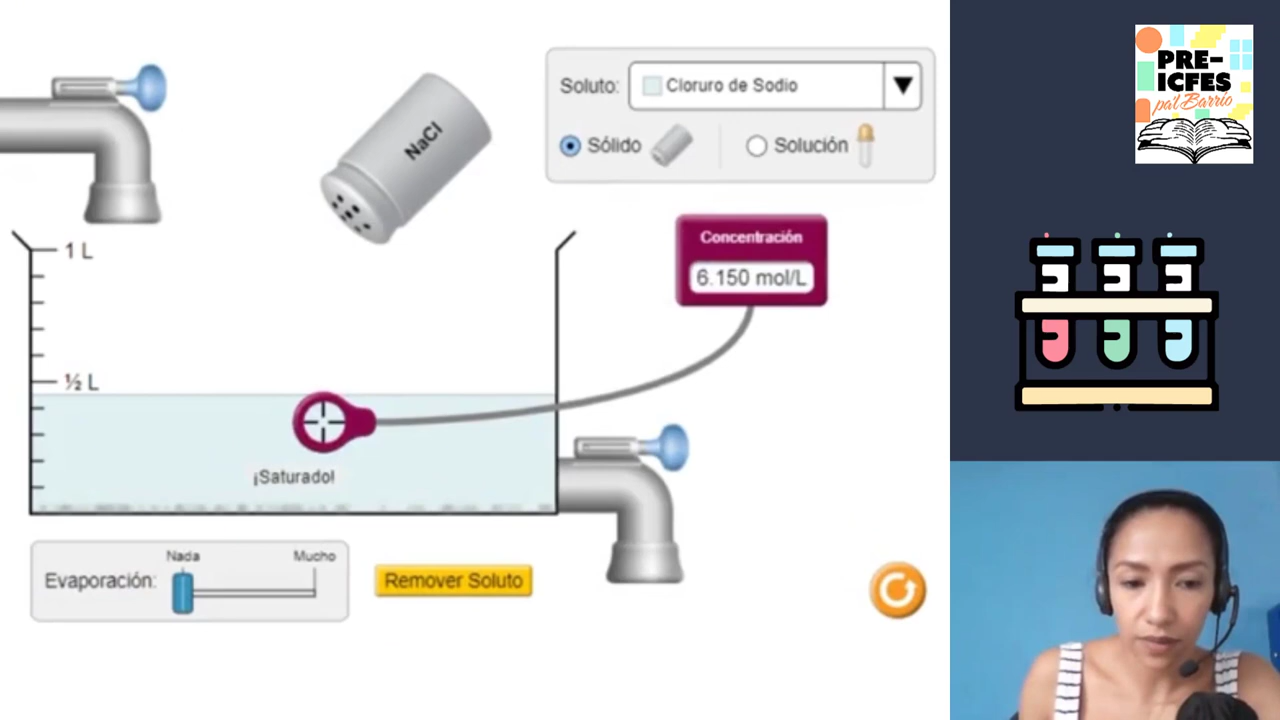 Soluto:
Cloruro de Sodio
Sólido
Solución
NaCl
Concentración
6.150 mol/L
1 L
½ L
¡Saturado!
Evaporación:
Nada
Mucho
Remover Soluto
PRE-
ICFES
pa'l Barrio